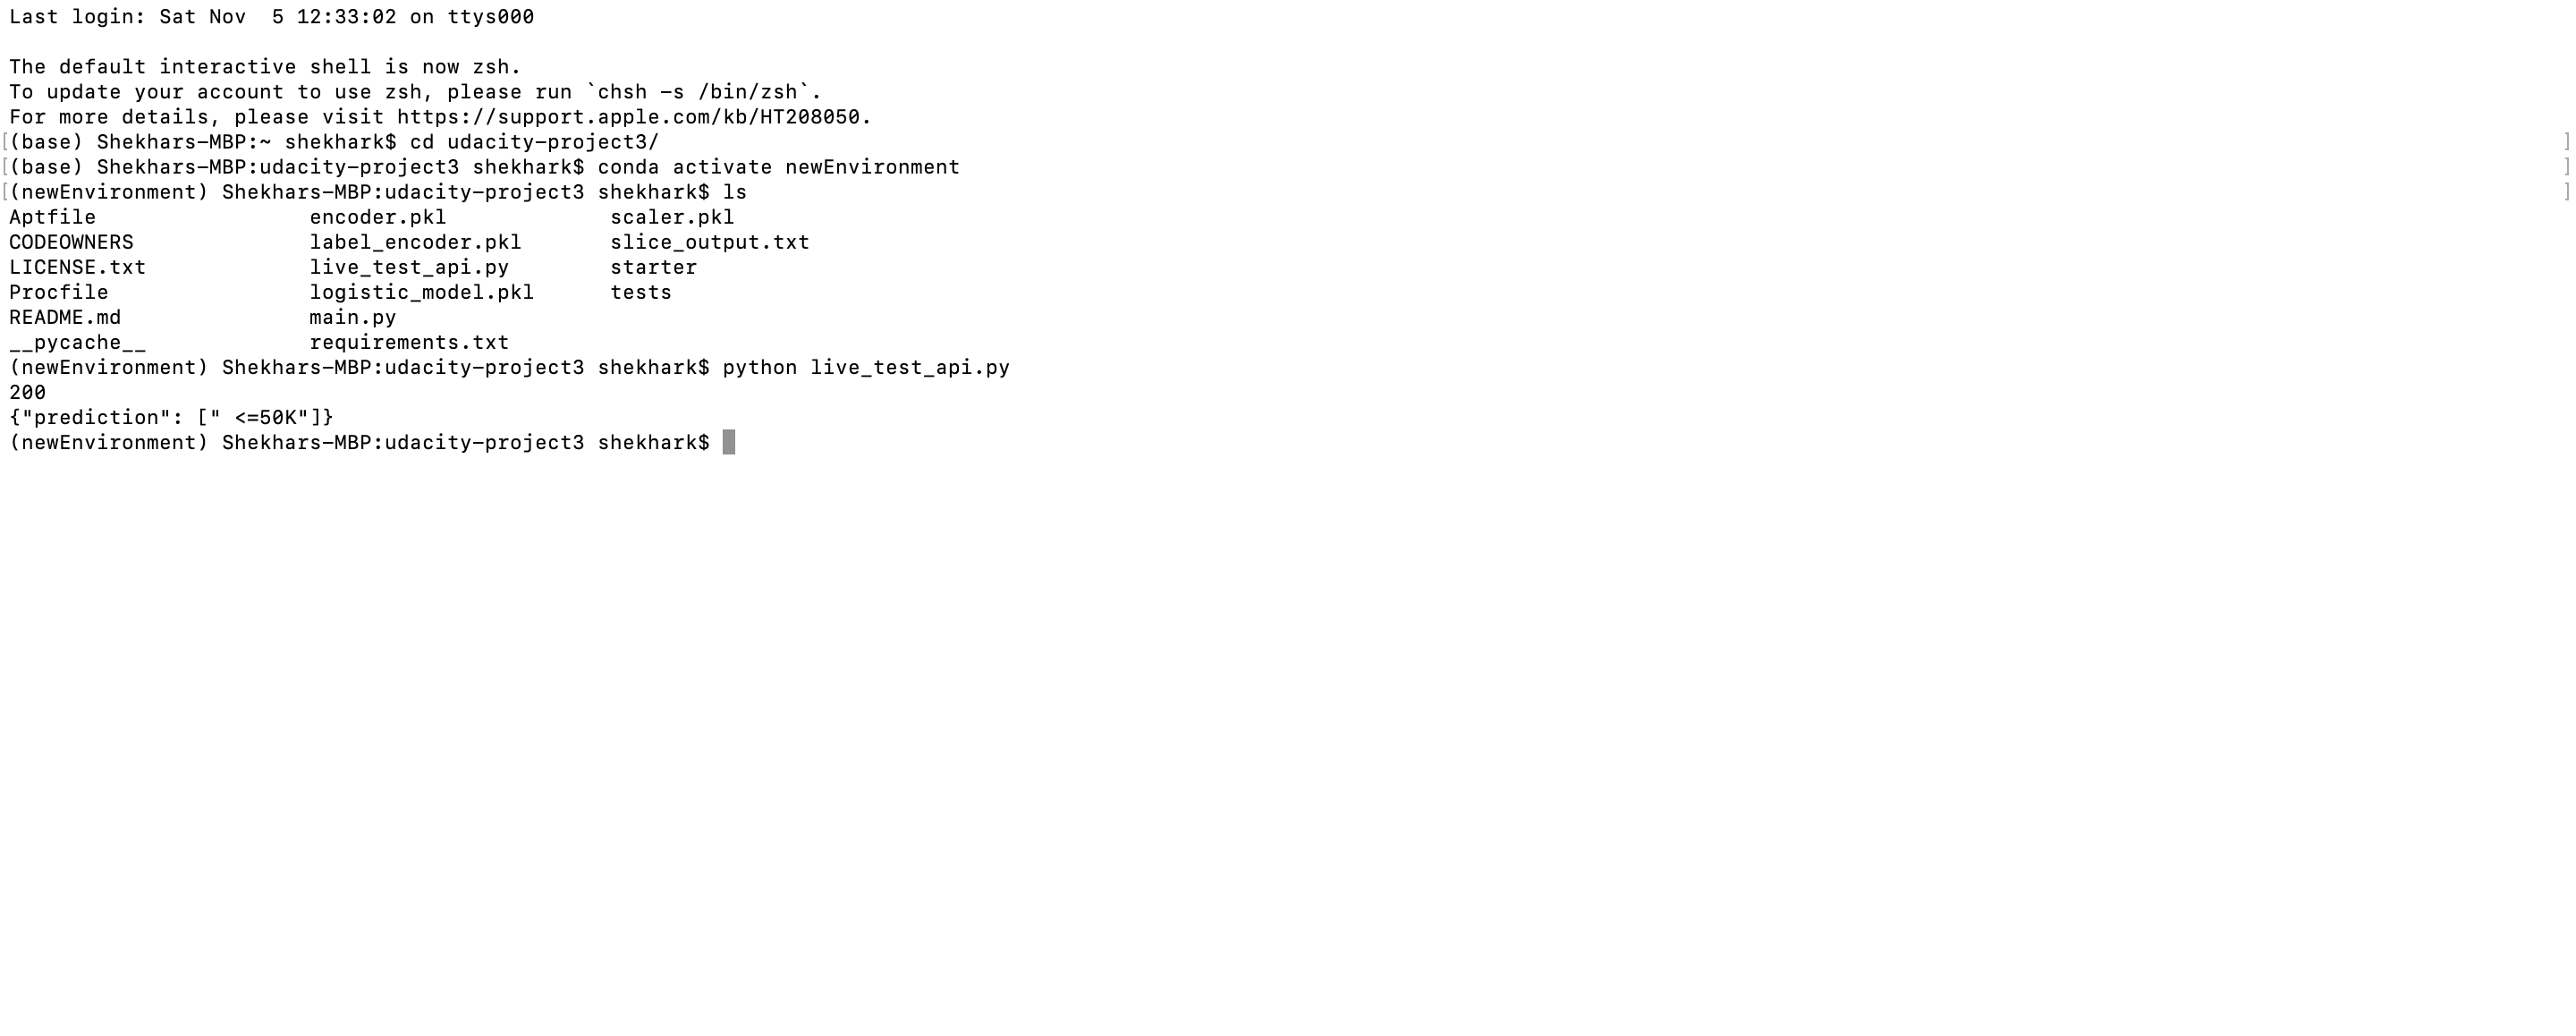 Last login: Sat Nov  5 12:33:02 on ttys000

The default interactive shell is now zsh.
To update your account to use zsh, please run `chsh -s /bin/zsh`.
For more details, please visit https://support.apple.com/kb/HT208050.
[(base) Shekhars-MBP:~ shekhark$ cd udacity-project3/ ]
[(base) Shekhars-MBP:udacity-project3 shekhark$ conda activate newEnvironment ]
[(newEnvironment) Shekhars-MBP:udacity-project3 shekhark$ ls ]
Aptfile                 encoder.pkl             scaler.pkl
CODEOWNERS              label_encoder.pkl       slice_output.txt
LICENSE.txt             live_test_api.py        starter
Procfile                logistic_model.pkl      tests
README.md               main.py
__pycache__             requirements.txt
(newEnvironment) Shekhars-MBP:udacity-project3 shekhark$ python live_test_api.py
200
{"prediction": [" <=50K"]}
(newEnvironment) Shekhars-MBP:udacity-project3 shekhark$